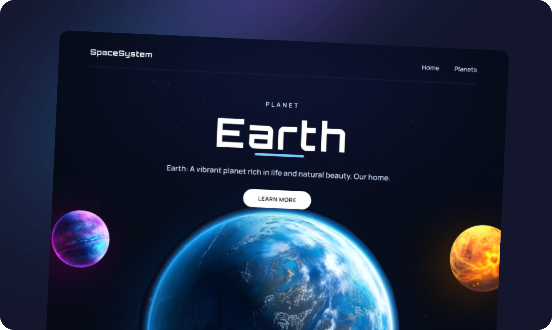 SpaceSystem
Home Planets
PLANET
Earth
Earth: A vibrant planet rich in life and natural beauty. Our home.
LEARN MORE